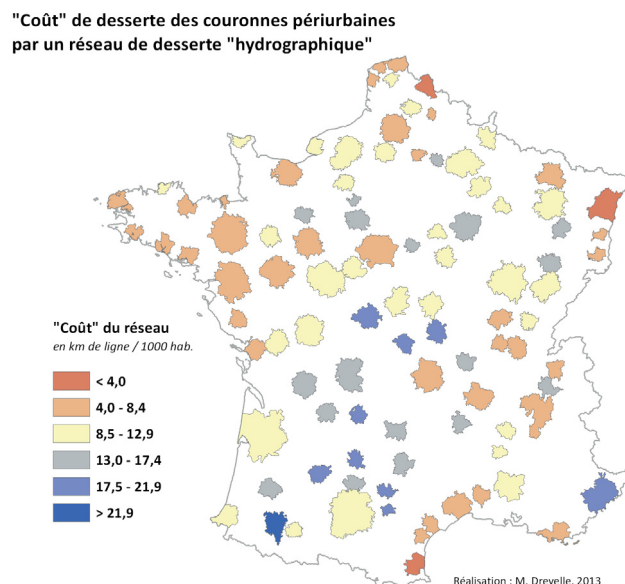 "Coût" de desserte des couronnes périurbaines
par un réseau de desserte "hydrographique"
"Coût" du réseau
en km de ligne / 1000 hab.
< 4,0
4,0 - 8,4
8,5 - 12,9
13,0 - 17,4
17,5 - 21,9
> 21,9
Réalisation : M. Drevelle, 2013